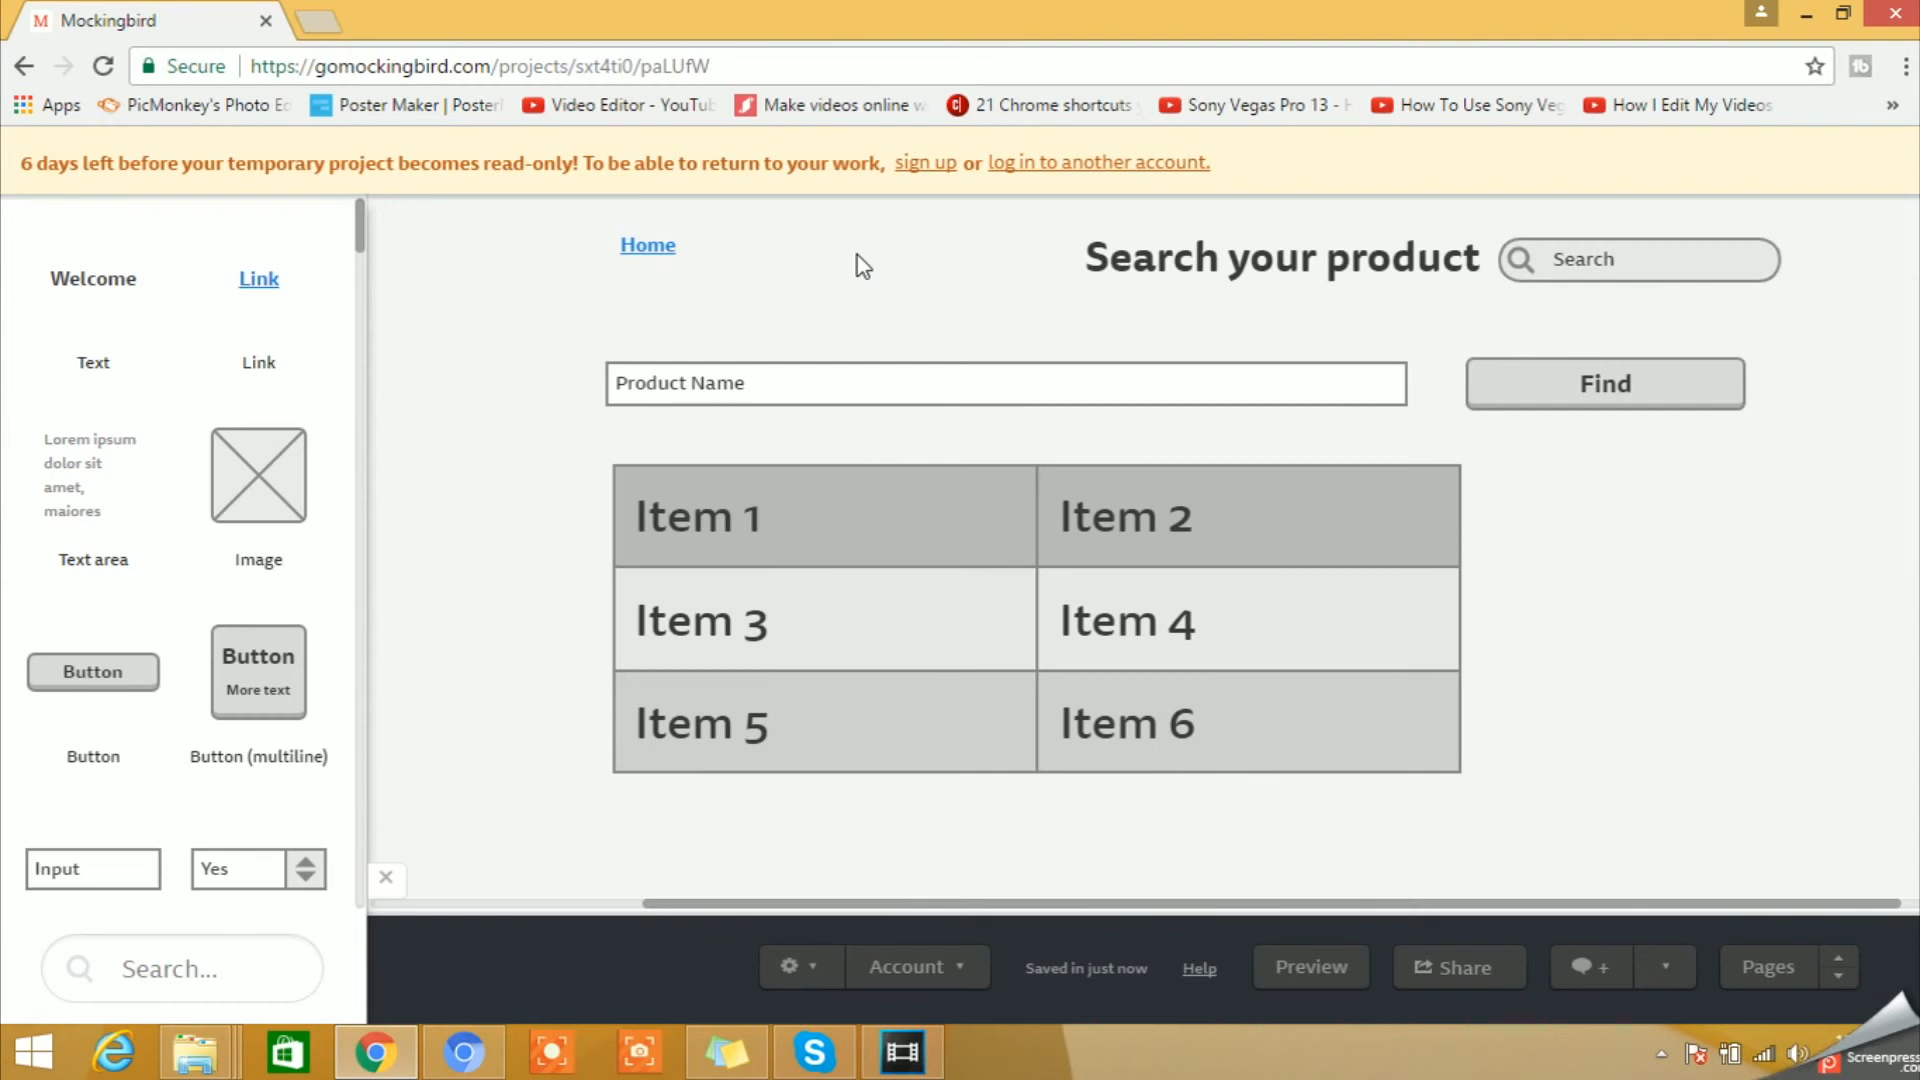 Mockingbird
Secure https://gomockingbird.com/projects/sxt4ti0/paLUfW
Apps PicMonkey's Photo Ed Poster Maker | Poster Video Editor - YouTu Make videos online w 21 Chrome shortcuts Sony Vegas Pro 13 - H How To Use Sony Veg How I Edit My Videos
6 days left before your temporary project becomes read-only! To be able to return to your work, sign up or log in to another account.
Home
Search your product
Search
Welcome Link
Text Link
Product Name Find
Lorem ipsum
dolor sit
amet,
maiores
Text area Image
Item 1 Item 2
Item 3 Item 4
Item 5 Item 6
Button
Button
More text
Button Button (multiline)
Input Yes
Search...
Account Saved in just now Help Preview Share + Pages
Screenpress
.co